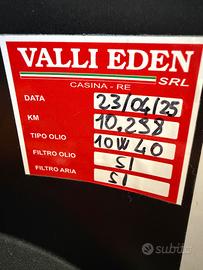 VALLI EDEN
SRL
CASINA - RE
DATA 23/04/25
KM 10.298
TIPO OLIO 10W40
FILTRO OLIO SI
FILTRO ARIA SI
subito